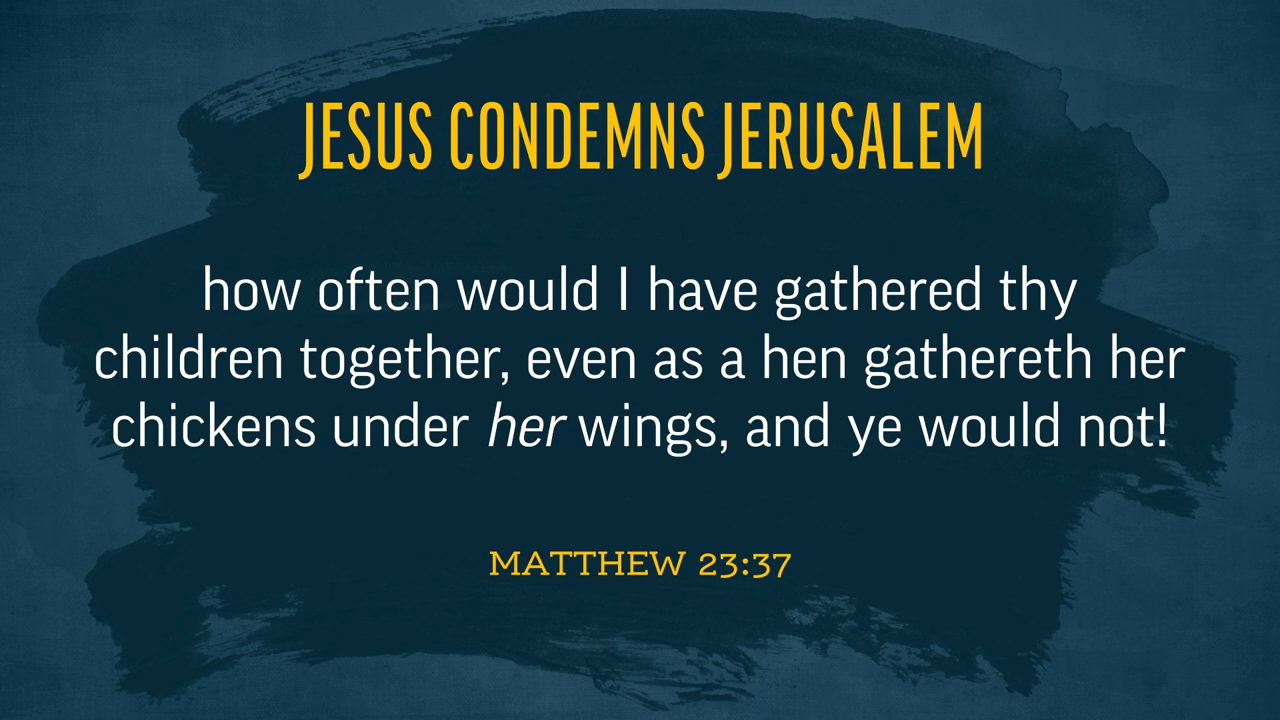 JESUS CONDEMNS JERUSALEM
how often would I have gathered thy
children together, even as a hen gathereth her
chickens under her wings, and ye would not!
MATTHEW 23:37